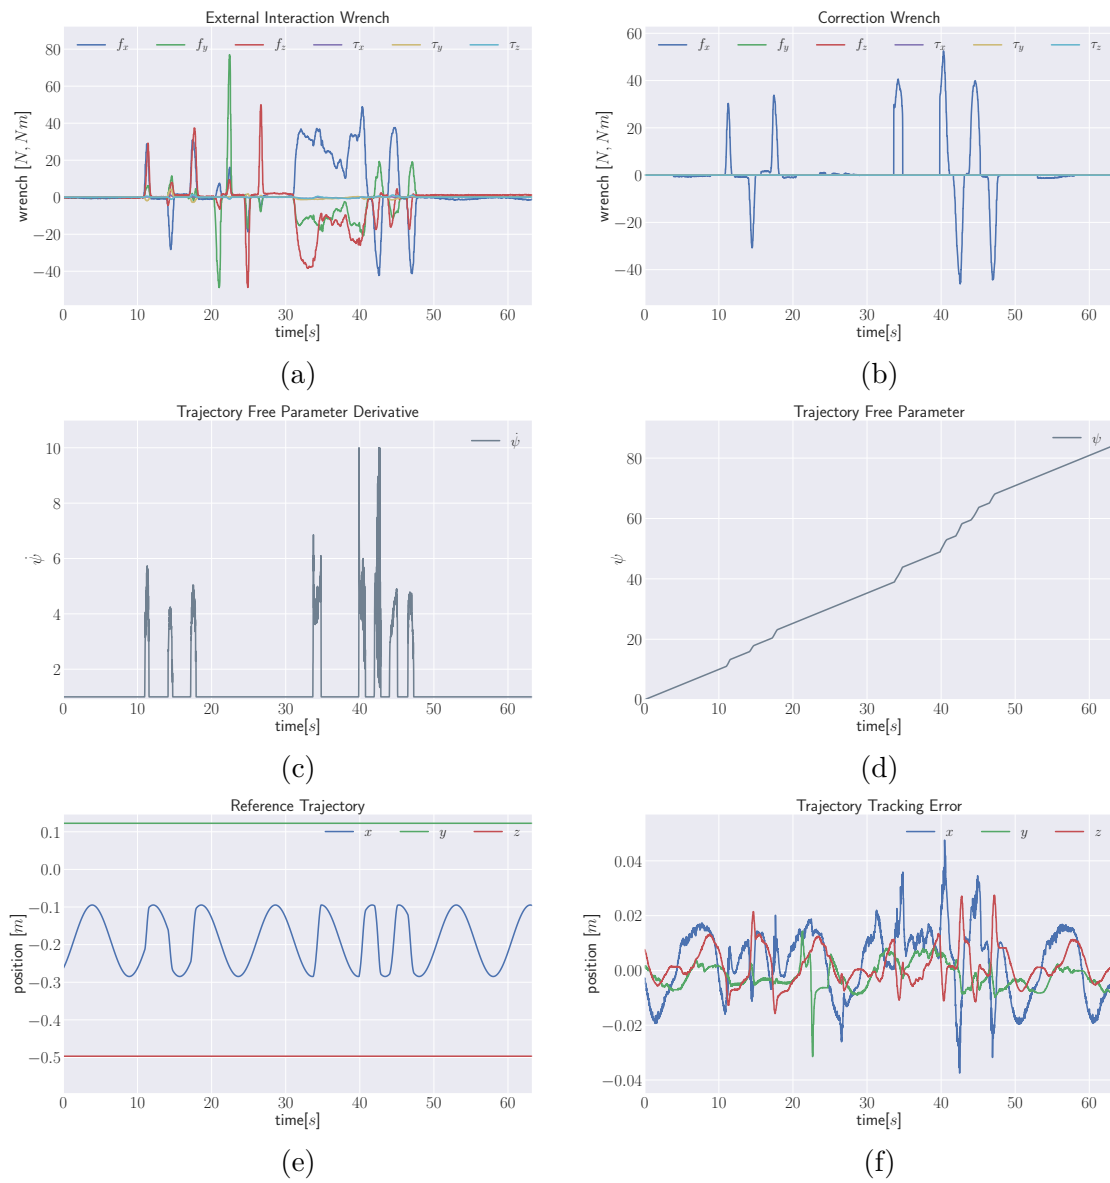 External Interaction Wrench
f_x f_y f_z τ_x τ_y τ_z
80
60
40
20
0
−20
−40
wrench [N, Nm]
0 10 20 30 40 50 60
time[s]
(a)
Correction Wrench
f_x f_y f_z τ_x τ_y τ_z
60
40
20
0
−20
−40
wrench [N, Nm]
0 10 20 30 40 50 60
time[s]
(b)
Trajectory Free Parameter Derivative
ψ̇
10
8
6
4
2
ψ̇
0 10 20 30 40 50 60
time[s]
(c)
Trajectory Free Parameter
ψ
80
60
40
20
0
ψ
0 10 20 30 40 50 60
time[s]
(d)
Reference Trajectory
x y z
0.1
0.0
−0.1
−0.2
−0.3
−0.4
−0.5
position [m]
0 10 20 30 40 50 60
time[s]
(e)
Trajectory Tracking Error
x y z
0.04
0.02
0.00
−0.02
−0.04
position [m]
0 10 20 30 40 50 60
time[s]
(f)